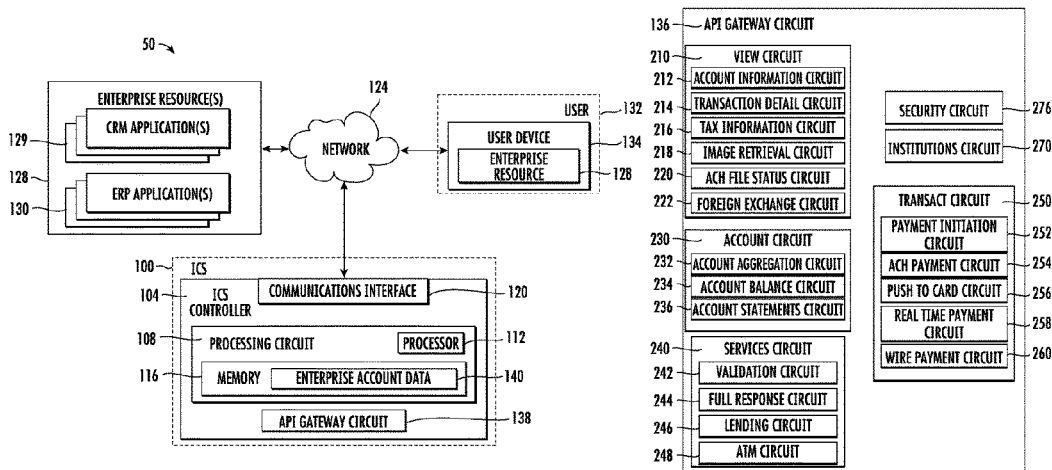 50
ENTERPRISE RESOURCE(S)
CRM APPLICATION(S)
129
128
ERP APPLICATION(S)
130
124
NETWORK
USER
132
USER DEVICE
134
ENTERPRISE
RESOURCE
128
100
ICS
104
ICS
CONTROLLER
COMMUNICATIONS INTERFACE
120
108
PROCESSING CIRCUIT
PROCESSOR
112
116
MEMORY
ENTERPRISE ACCOUNT DATA
140
API GATEWAY CIRCUIT
138
136
API GATEWAY CIRCUIT
210
VIEW CIRCUIT
212
ACCOUNT INFORMATION CIRCUIT
214
TRANSACTION DETAIL CIRCUIT
216
TAX INFORMATION CIRCUIT
218
IMAGE RETRIEVAL CIRCUIT
220
ACH FILE STATUS CIRCUIT
222
FOREIGN EXCHANGE CIRCUIT
230
ACCOUNT CIRCUIT
232
ACCOUNT AGGREGATION CIRCUIT
234
ACCOUNT BALANCE CIRCUIT
236
ACCOUNT STATEMENTS CIRCUIT
240
SERVICES CIRCUIT
242
VALIDATION CIRCUIT
244
FULL RESPONSE CIRCUIT
246
LENDING CIRCUIT
248
ATM CIRCUIT
SECURITY CIRCUIT
276
INSTITUTIONS CIRCUIT
270
TRANSACT CIRCUIT
250
PAYMENT INITIATION
CIRCUIT
252
ACH PAYMENT CIRCUIT
254
PUSH TO CARD CIRCUIT
256
REAL TIME PAYMENT
CIRCUIT
258
WIRE PAYMENT CIRCUIT
260